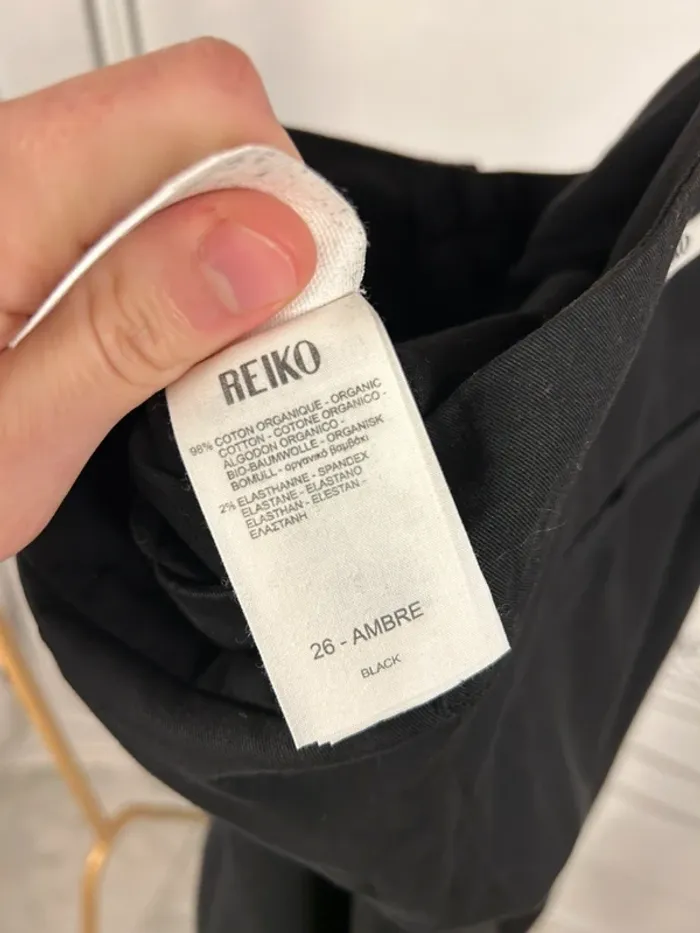 REIKO
98% COTON ORGANIQUE - ORGANIC
COTTON - COTONE ORGANICO -
ALGODON ORGANICO -
BIO-BAUMWOLLE - ORGANISK
BOMULL - οργανικό βαμβάκι
2% ELASTHANNE - SPANDEX
ELASTANE - ELASTANO
ELASTHAN - ELESTAN -
ΕΛΑΣΤΑΝΗ
26 - AMBRE
BLACK